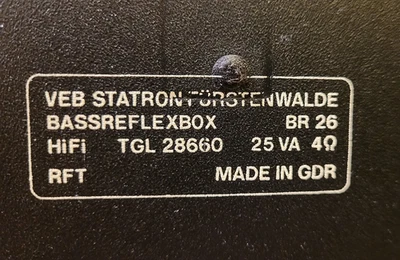 VEB STATRON FÜRSTENWALDE
BASSREFLEXBOX BR 26
HiFi TGL 28660 25 VA 4Ω
RFT MADE IN GDR